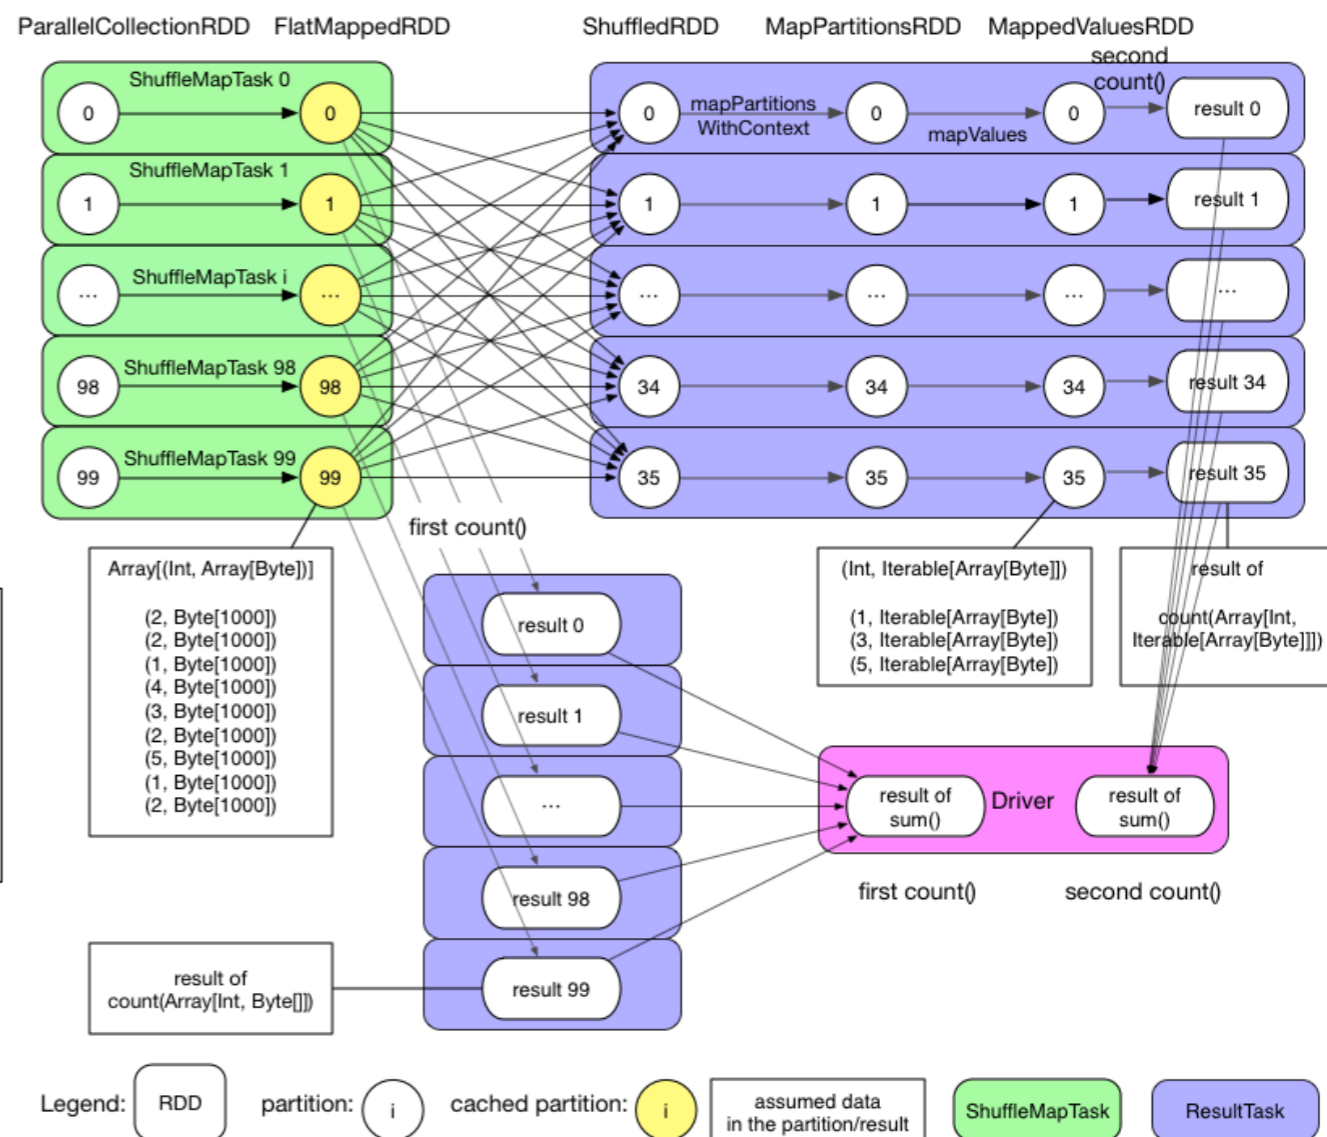 ParallelCollectionRDD FlatMappedRDD ShuffledRDD MapPartitionsRDD MappedValuesRDD
second
count()
ShuffleMapTask 0
0 0 0 mapPartitions
WithContext 0 mapValues 0 result 0
ShuffleMapTask 1
1 1 1 1 1 result 1
ShuffleMapTask i
... ... ... ... ... ...
ShuffleMapTask 98
98 98 34 34 34 result 34
ShuffleMapTask 99
99 99 35 35 35 result 35
first count()
Array[(Int, Array[Byte])]
(2, Byte[1000])
(2, Byte[1000])
(1, Byte[1000])
(4, Byte[1000])
(3, Byte[1000])
(2, Byte[1000])
(5, Byte[1000])
(1, Byte[1000])
(2, Byte[1000])
(Int, Iterable[Array[Byte]])
(1, Iterable[Array[Byte])
(3, Iterable[Array[Byte])
(5, Iterable[Array[Byte])
result of
count(Array[Int,
Iterable[Array[Byte]]])
result 0
result 1
...
result 98
result 99
result of
sum()
Driver
result of
sum()
first count() second count()
result of
count(Array[Int, Byte[]])
Legend: RDD partition: i cached partition: i
assumed data
in the partition/result
ShuffleMapTask ResultTask